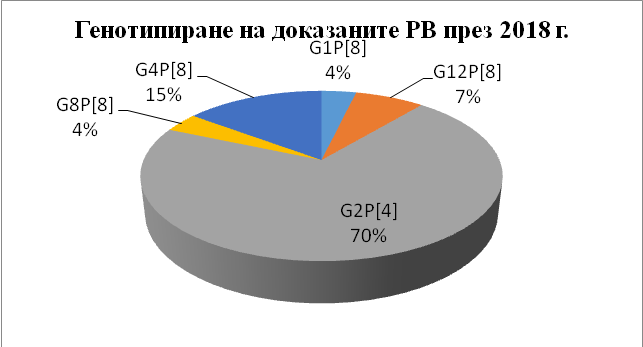 Генотипиране на доказаните РВ през 2018 г.
G1P[8]
4%
G12P[8]
7%
G4P[8]
15%
G8P[8]
4%
G2P[4]
70%